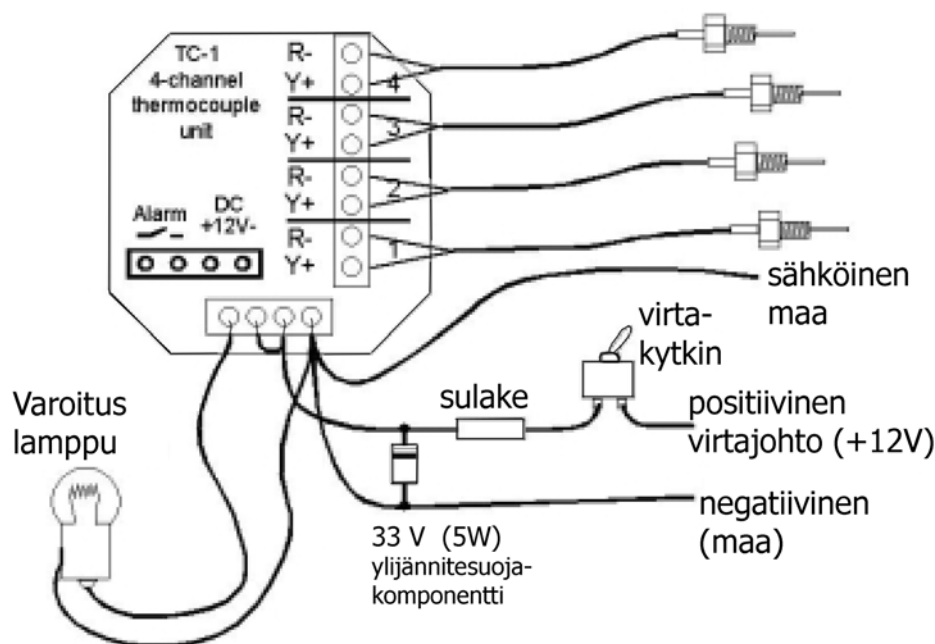 TC-1
4-channel
thermocouple
unit
R-
Y+
4
R-
Y+
3
R-
Y+
2
R-
Y+
1
Alarm
DC
+12V-
sähköinen
maa
virta-
kytkin
sulake
positiivinen
virtajohto (+12V)
Varoitus
lamppu
negatiivinen
(maa)
33 V (5W)
ylijännitesuoja-
komponentti